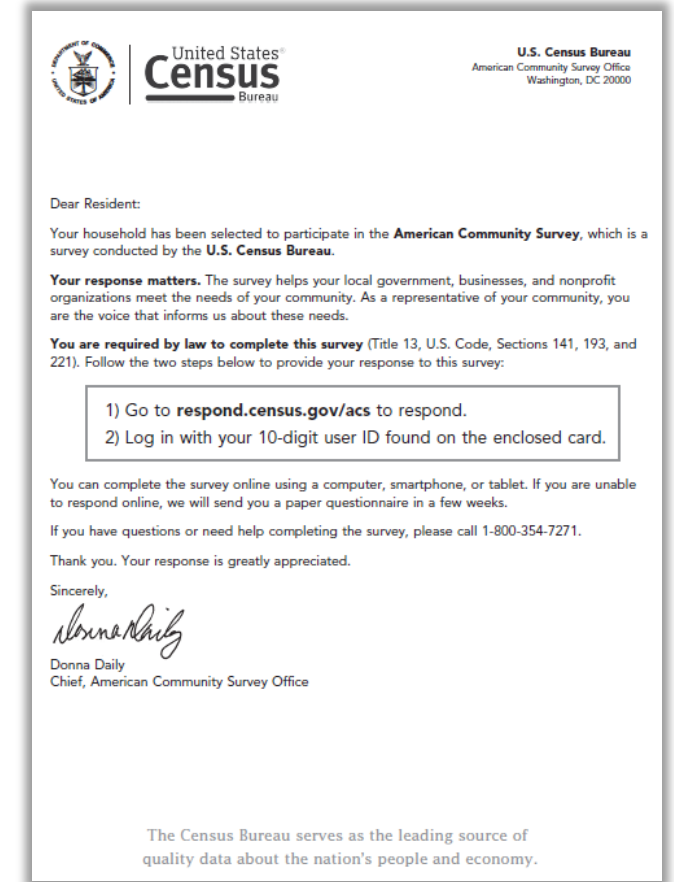 DEPARTMENT OF COMMERCE
UNITED STATES OF AMERICA
United States®
Census
Bureau
U.S. Census Bureau
American Community Survey Office
Washington, DC 20000
Dear Resident:
Your household has been selected to participate in the American Community Survey, which is a
survey conducted by the U.S. Census Bureau.
Your response matters. The survey helps your local government, businesses, and nonprofit
organizations meet the needs of your community. As a representative of your community, you
are the voice that informs us about these needs.
You are required by law to complete this survey (Title 13, U.S. Code, Sections 141, 193, and
221). Follow the two steps below to provide your response to this survey:
1) Go to respond.census.gov/acs to respond.
2) Log in with your 10-digit user ID found on the enclosed card.
You can complete the survey online using a computer, smartphone, or tablet. If you are unable
to respond online, we will send you a paper questionnaire in a few weeks.
If you have questions or need help completing the survey, please call 1-800-354-7271.
Thank you. Your response is greatly appreciated.
Sincerely,
Donna Daily
Donna Daily
Chief, American Community Survey Office
The Census Bureau serves as the leading source of
quality data about the nation's people and economy.